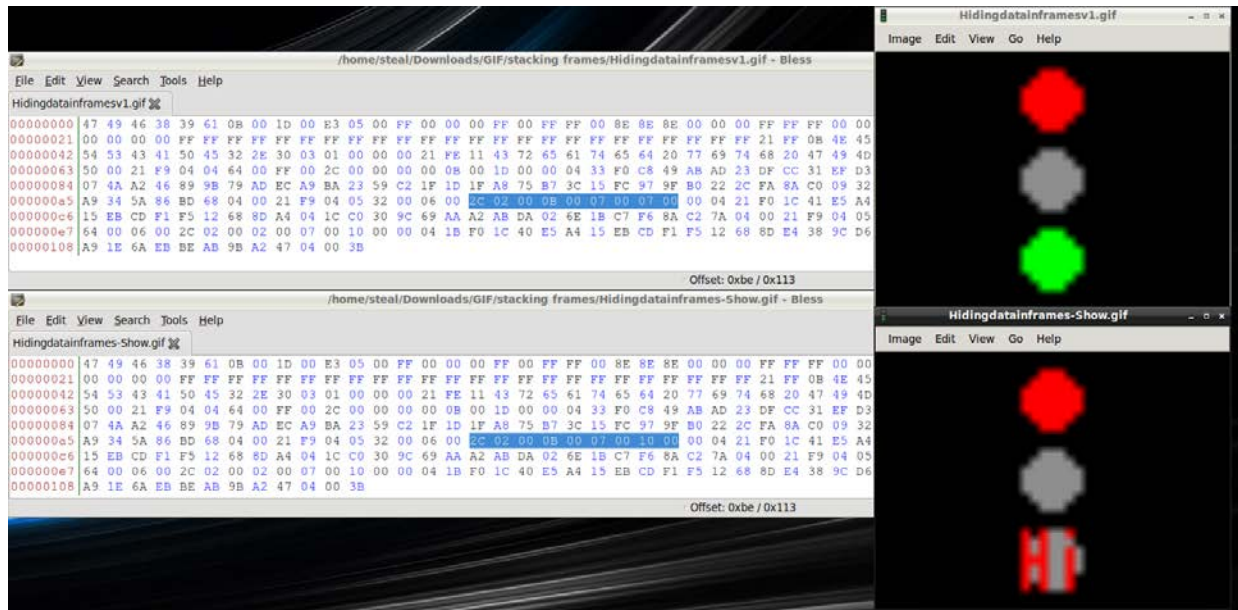 /home/steal/Downloads/GIF/stacking frames/Hidingdatainframesv1.gif - Bless
File Edit View Search Tools Help
Hidingdatainframesv1.gif
00000000 47 49 46 38 39 61 0B 00 1D 00 E3 05 00 FF 00 00 00 FF 00 FF FF 00 8E 8E 8E 00 00 00 FF FF FF 00 00
00000021 00 00 00 00 FF FF FF FF FF FF FF FF FF FF FF FF FF FF FF FF FF FF FF FF FF FF FF FF 21 FF 0B 4E 45
00000042 54 53 43 41 50 45 32 2E 30 03 01 00 00 00 21 FE 11 43 72 65 61 74 65 64 20 77 69 74 68 20 47 49 4D
00000063 50 00 21 F9 04 04 64 00 FF 00 2C 00 00 00 00 0B 00 1D 00 00 04 33 F0 C8 49 AB AD 23 DF CC 31 EF D3
00000084 07 4A A2 46 89 9B 79 AD EC A9 BA 23 59 C2 1F 1D 1F A8 75 B7 3C 15 FC 97 9F B0 22 2C FA 8A C0 09 32
000000a5 A9 34 5A 86 BD 68 04 00 21 F9 04 05 32 00 06 00 2C 02 00 0B 00 07 00 07 00 00 04 21 F0 1C 41 E5 A4
000000c6 15 EB CD F1 F5 12 68 8D A4 04 1C C0 30 9C 69 AA A2 AB DA 02 6E 1B C7 F6 8A C2 7A 04 00 21 F9 04 05
000000e7 64 00 06 00 2C 02 00 02 00 07 00 10 00 00 04 1B F0 1C 40 E5 A4 15 EB CD F1 F5 12 68 8D E4 38 9C D6
00000108 A9 1E 6A EB BE AB 9B A2 47 04 00 3B
Offset: 0xbe / 0x113
/home/steal/Downloads/GIF/stacking frames/Hidingdatainframes-Show.gif - Bless
File Edit View Search Tools Help
Hidingdatainframes-Show.gif
00000000 47 49 46 38 39 61 0B 00 1D 00 E3 05 00 FF 00 00 00 FF 00 FF FF 00 8E 8E 8E 00 00 00 FF FF FF 00 00
00000021 00 00 00 00 FF FF FF FF FF FF FF FF FF FF FF FF FF FF FF FF FF FF FF FF FF FF FF FF 21 FF 0B 4E 45
00000042 54 53 43 41 50 45 32 2E 30 03 01 00 00 00 21 FE 11 43 72 65 61 74 65 64 20 77 69 74 68 20 47 49 4D
00000063 50 00 21 F9 04 04 64 00 FF 00 2C 00 00 00 00 0B 00 1D 00 00 04 33 F0 C8 49 AB AD 23 DF CC 31 EF D3
00000084 07 4A A2 46 89 9B 79 AD EC A9 BA 23 59 C2 1F 1D 1F A8 75 B7 3C 15 FC 97 9F B0 22 2C FA 8A C0 09 32
000000a5 A9 34 5A 86 BD 68 04 00 21 F9 04 05 32 00 06 00 2C 02 00 0B 00 07 00 10 00 00 04 21 F0 1C 41 E5 A4
000000c6 15 EB CD F1 F5 12 68 8D A4 04 1C C0 30 9C 69 AA A2 AB DA 02 6E 1B C7 F6 8A C2 7A 04 00 21 F9 04 05
000000e7 64 00 06 00 2C 02 00 02 00 07 00 10 00 00 04 1B F0 1C 40 E5 A4 15 EB CD F1 F5 12 68 8D E4 38 9C D6
00000108 A9 1E 6A EB BE AB 9B A2 47 04 00 3B
Offset: 0xbe / 0x113
Hidingdatainframesv1.gif
Image Edit View Go Help
Hidingdatainframes-Show.gif
Image Edit View Go Help
Hi